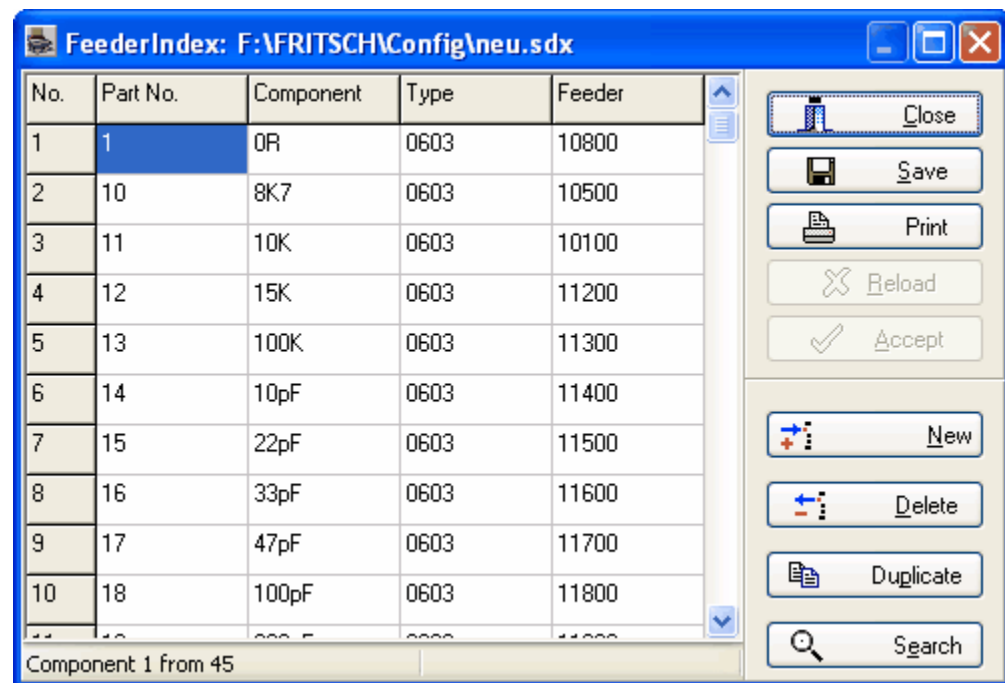 FeederIndex: F:\FRITSCH\Config\neu.sdx
No. Part No. Component Type Feeder
1 1 0R 0603 10800
2 10 8K7 0603 10500
3 11 10K 0603 10100
4 12 15K 0603 11200
5 13 100K 0603 11300
6 14 10pF 0603 11400
7 15 22pF 0603 11500
8 16 33pF 0603 11600
9 17 47pF 0603 11700
10 18 100pF 0603 11800
Component 1 from 45
Close
Save
Print
Reload
Accept
New
Delete
Duplicate
Search